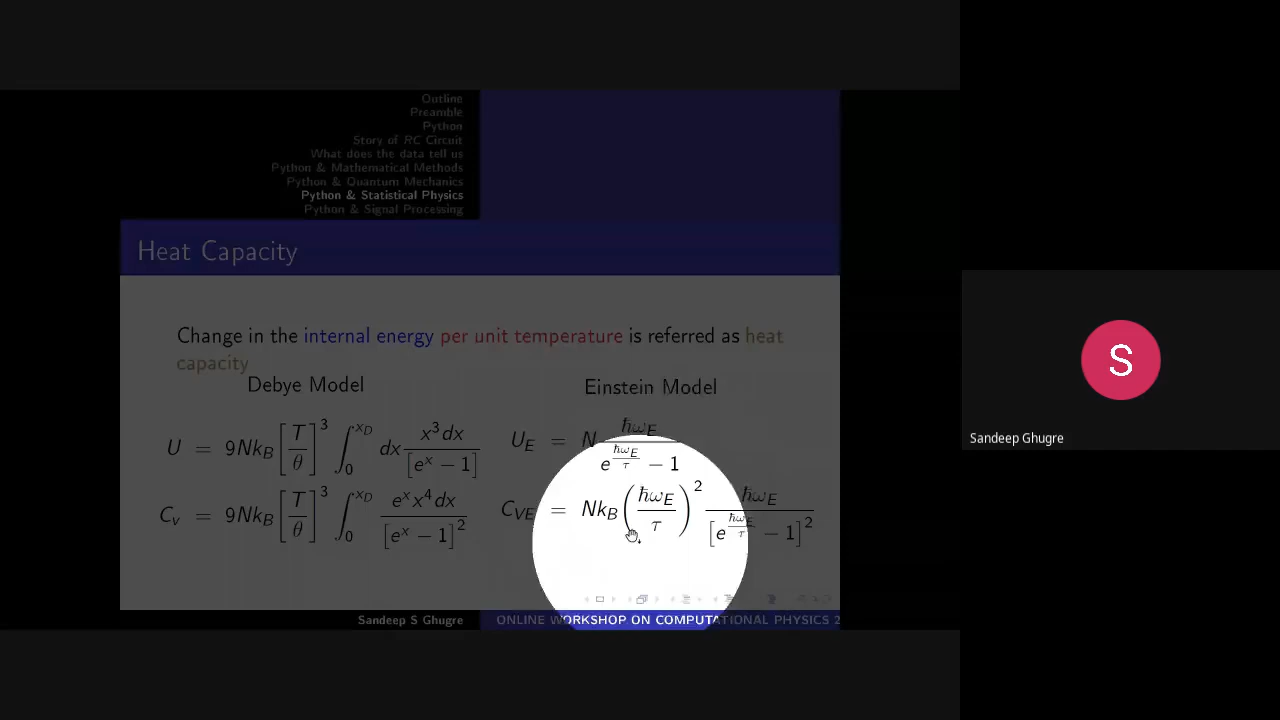 Outline
Preamble
Python
Story of RC Circuit
What does the data tell us
Python & Mathematical Methods
Python & Quantum Mechanics
Python & Statistical Physics
Python & Signal Processing
Heat Capacity
Change in the internal energy per unit temperature is referred as heat
capacity
Debye Model
U = 9Nk_B [T/θ]^3 ∫_0^{x_D} dx x^3 dx / [e^x − 1]
C_v = 9Nk_B [T/θ]^3 ∫_0^{x_D} e^x x^4 dx / [e^x − 1]^2
Einstein Model
U_E = N ħω_E / e^{ħω_E/τ} − 1
C_{VE} = Nk_B (ħω_E/τ)^2 ħω_E / [e^{ħω_E/τ} − 1]^2
Sandeep S Ghugre
ONLINE WORKSHOP ON COMPUTATIONAL PHYSICS 2
S
Sandeep Ghugre